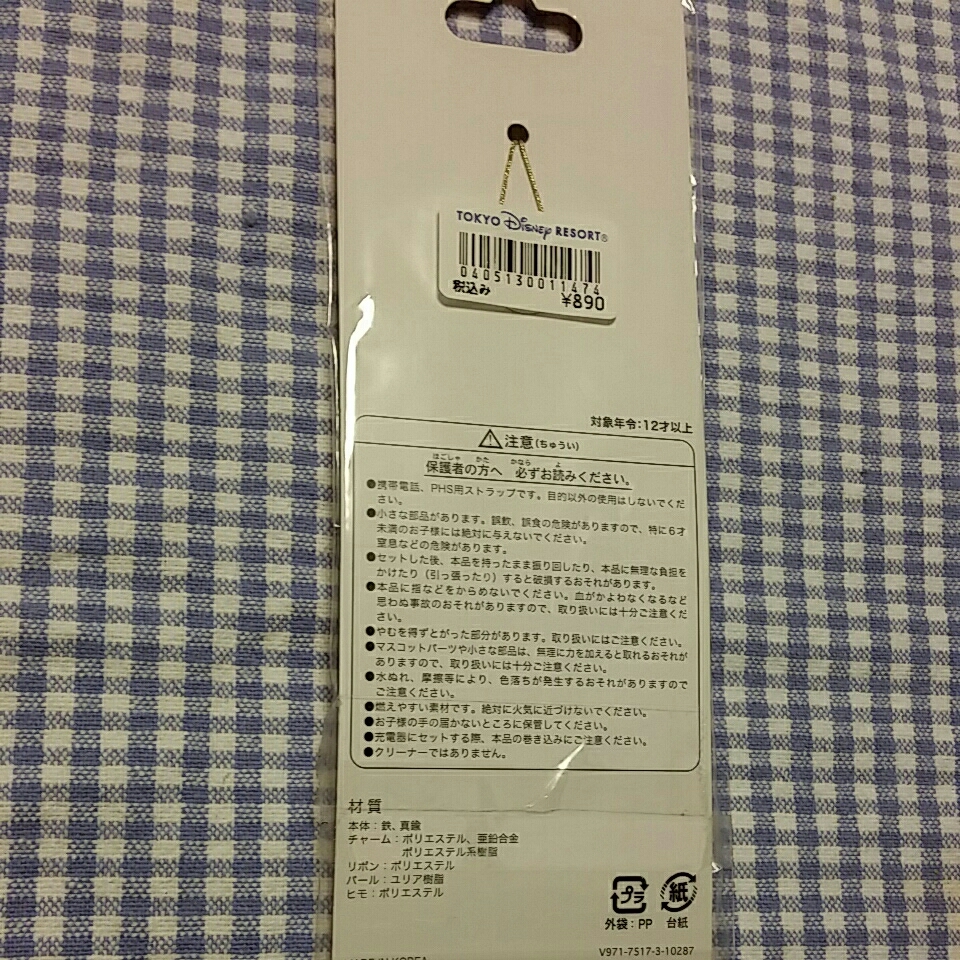 TOKYO Disney RESORT®
0405130011474
税込み ¥890
対象年令:12才以上
⚠注意(ちゅうい)
ほごしゃ かた かなら よ
保護者の方へ 必ずお読みください。
●携帯電話、PHS用ストラップです。目的以外の使用はしないでくだ
さい。
●小さな部品があります。誤飲、誤食の危険がありますので、特に6才
未満のお子様には絶対に与えないでください。
窒息などの危険があります。
●セットした後、本品を持ったまま振り回したり、本品に無理な負担を
かけたり(引っ張ったり)すると破損するおそれがあります。
●本品に指などをからめないでください。血がかよわなくなるなど
思わぬ事故のおそれがありますので、取り扱いには十分ご注意くだ
さい。
●やむを得ずとがった部分があります。取り扱いにはご注意ください。
●マスコットパーツや小さな部品は、無理に力を加えると取れるおそれが
ありますので、取り扱いには十分ご注意ください。
●水ぬれ、摩擦等により、色落ちが発生するおそれがありますので
ご注意ください。
●燃えやすい素材です。絶対に火気に近づけないでください。
●お子様の手の届かないところに保管してください。
●充電器にセットする際、本品の巻き込みにご注意ください。
●クリーナーではありません。
材質
本体:鉄、真鍮
チャーム:ポリエステル、亜鉛合金
ポリエステル系樹脂
リボン:ポリエステル
パール:ユリア樹脂
ヒモ:ポリエステル
プラ 紙
外袋:PP 台紙
V971-7517-3-10287
MADE IN KOREA